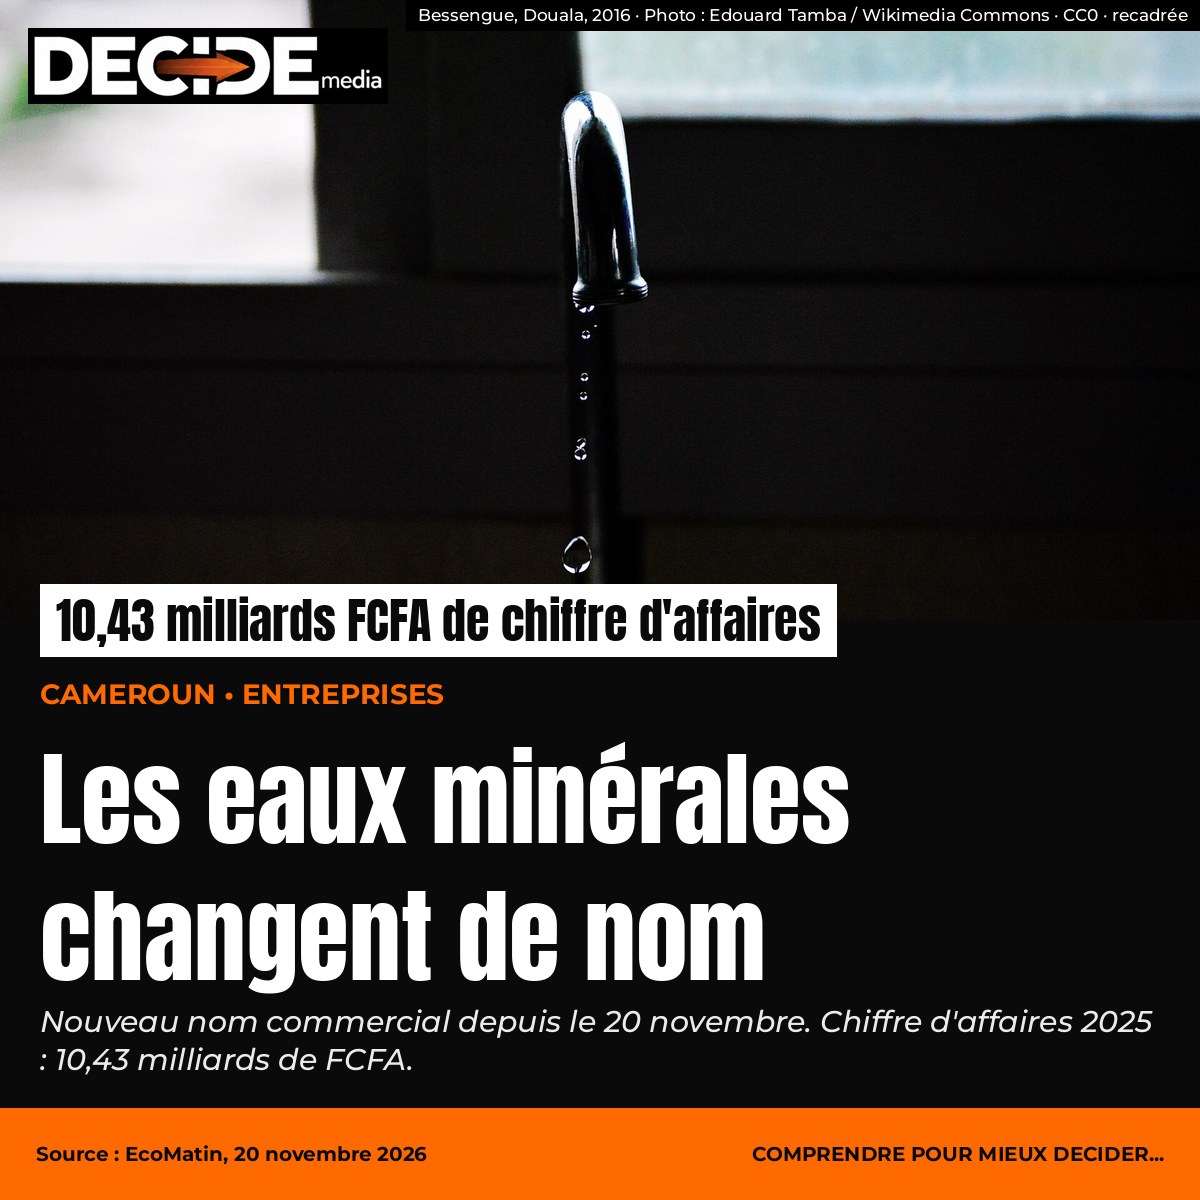 Bessengue, Douala, 2016 · Photo : Edouard Tamba / Wikimedia Commons · CC0 · recadrée
DECIDE media
10,43 milliards FCFA de chiffre d'affaires
CAMEROUN • ENTREPRISES
Les eaux minérales
changent de nom
Nouveau nom commercial depuis le 20 novembre. Chiffre d'affaires 2025
: 10,43 milliards de FCFA.
Source : EcoMatin, 20 novembre 2026
COMPRENDRE POUR MIEUX DECIDER...